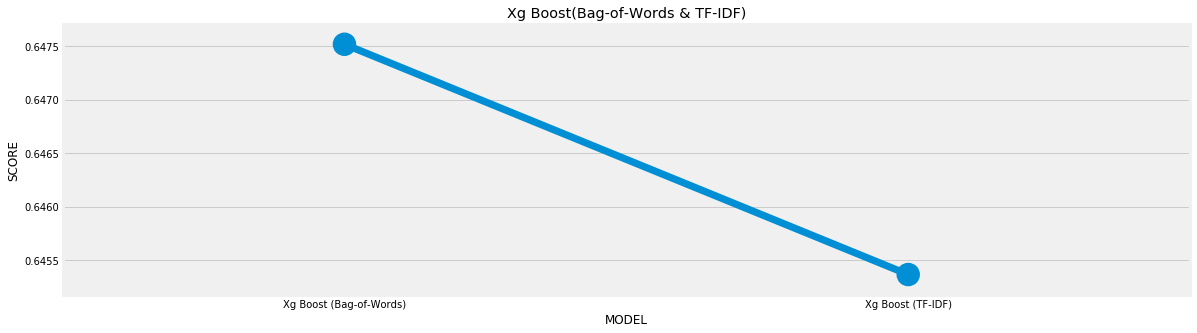 Xg Boost(Bag-of-Words & TF-IDF)
SCORE
0.6475
0.6470
0.6465
0.6460
0.6455
Xg Boost (Bag-of-Words)
Xg Boost (TF-IDF)
MODEL